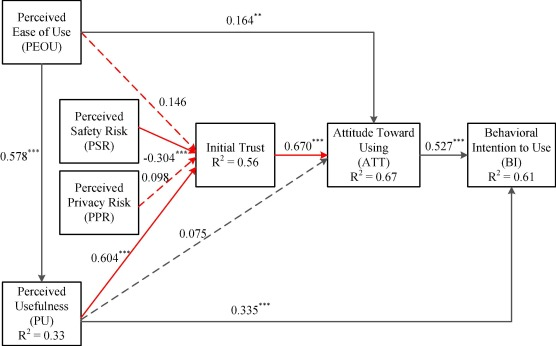 Perceived
Ease of Use
(PEOU)
0.164**
0.146
Perceived
Safety Risk
(PSR)
-0.304***
0.578***
Initial Trust
R² = 0.56
0.670***
Attitude Toward
Using
(ATT)
R² = 0.67
0.527***
Behavioral
Intention to Use
(BI)
R² = 0.61
Perceived
Privacy Risk
(PPR)
0.098
0.604***
0.075
Perceived
Usefulness
(PU)
R² = 0.33
0.335***